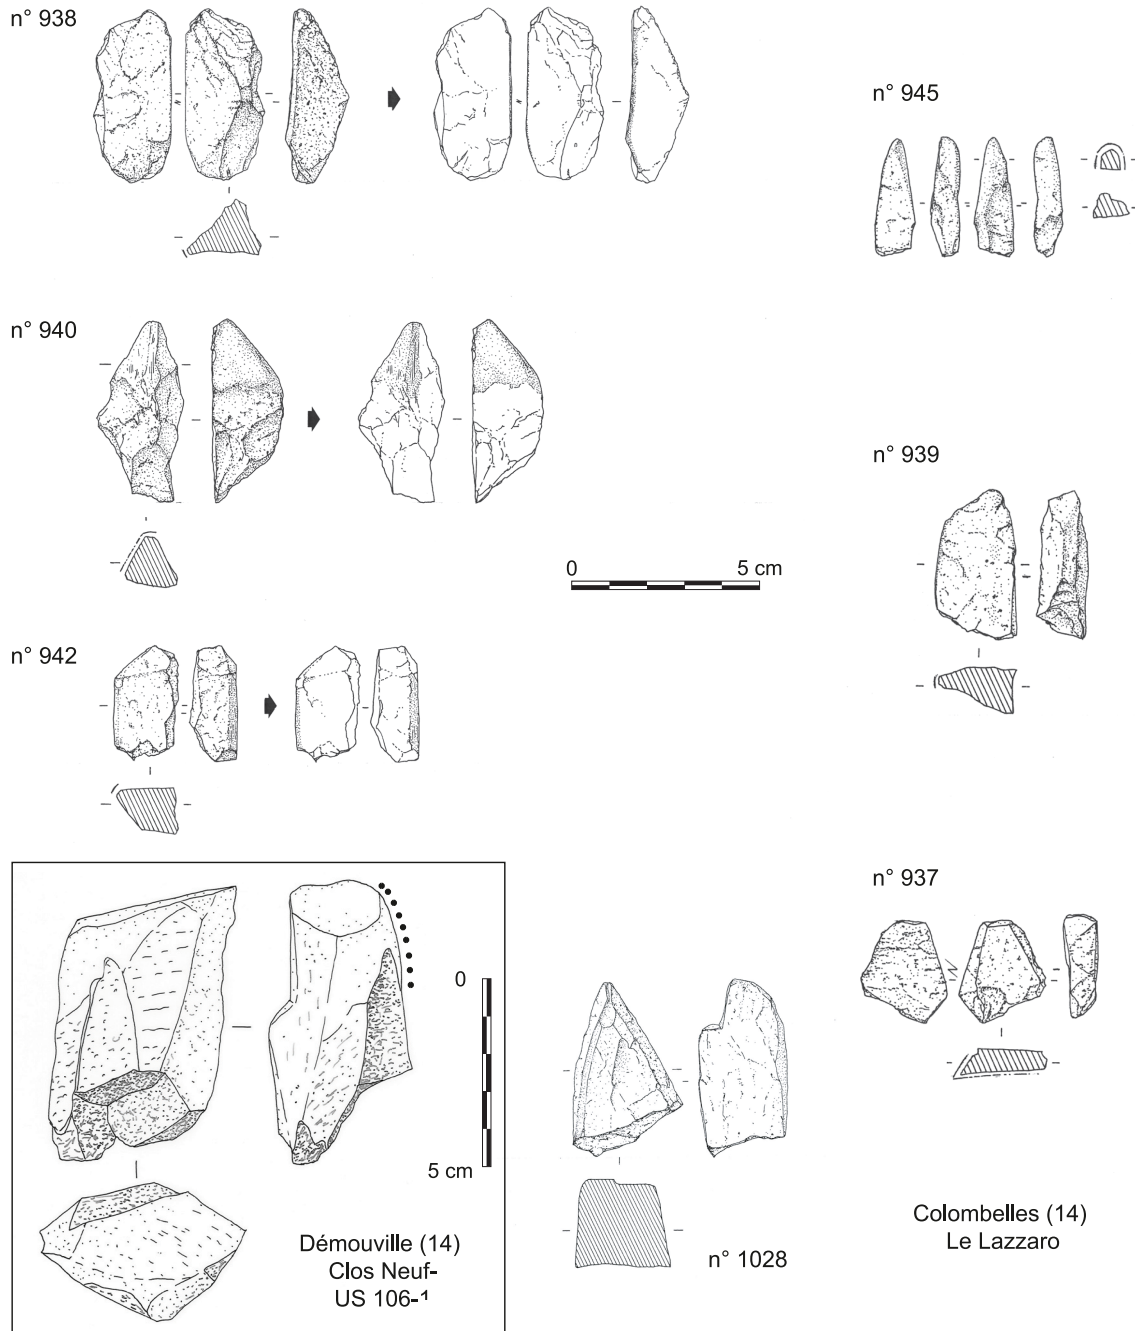 n° 938
n° 945
n° 940
n° 939
0 5 cm
n° 942
n° 937
0
5 cm
Démouville (14)
Clos Neuf-
US 106-¹
n° 1028
Colombelles (14)
Le Lazzaro